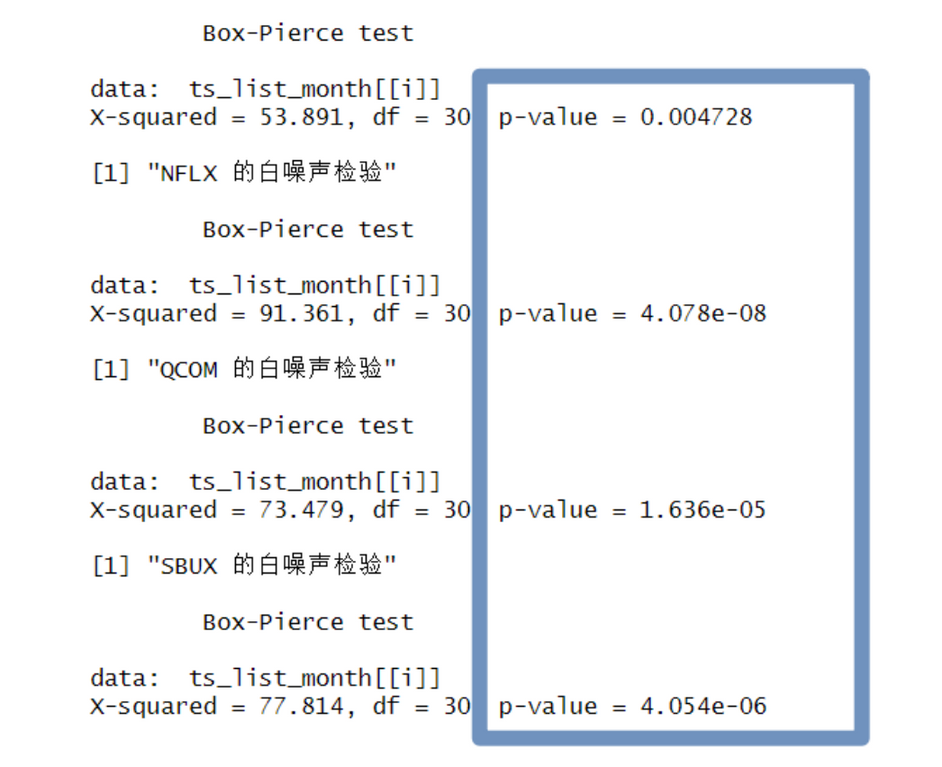 Box-Pierce test
data:  ts_list_month[[i]]
X-squared = 53.891, df = 30  p-value = 0.004728
[1] "NFLX 的白噪声检验"
Box-Pierce test
data:  ts_list_month[[i]]
X-squared = 91.361, df = 30  p-value = 4.078e-08
[1] "QCOM 的白噪声检验"
Box-Pierce test
data:  ts_list_month[[i]]
X-squared = 73.479, df = 30  p-value = 1.636e-05
[1] "SBUX 的白噪声检验"
Box-Pierce test
data:  ts_list_month[[i]]
X-squared = 77.814, df = 30  p-value = 4.054e-06